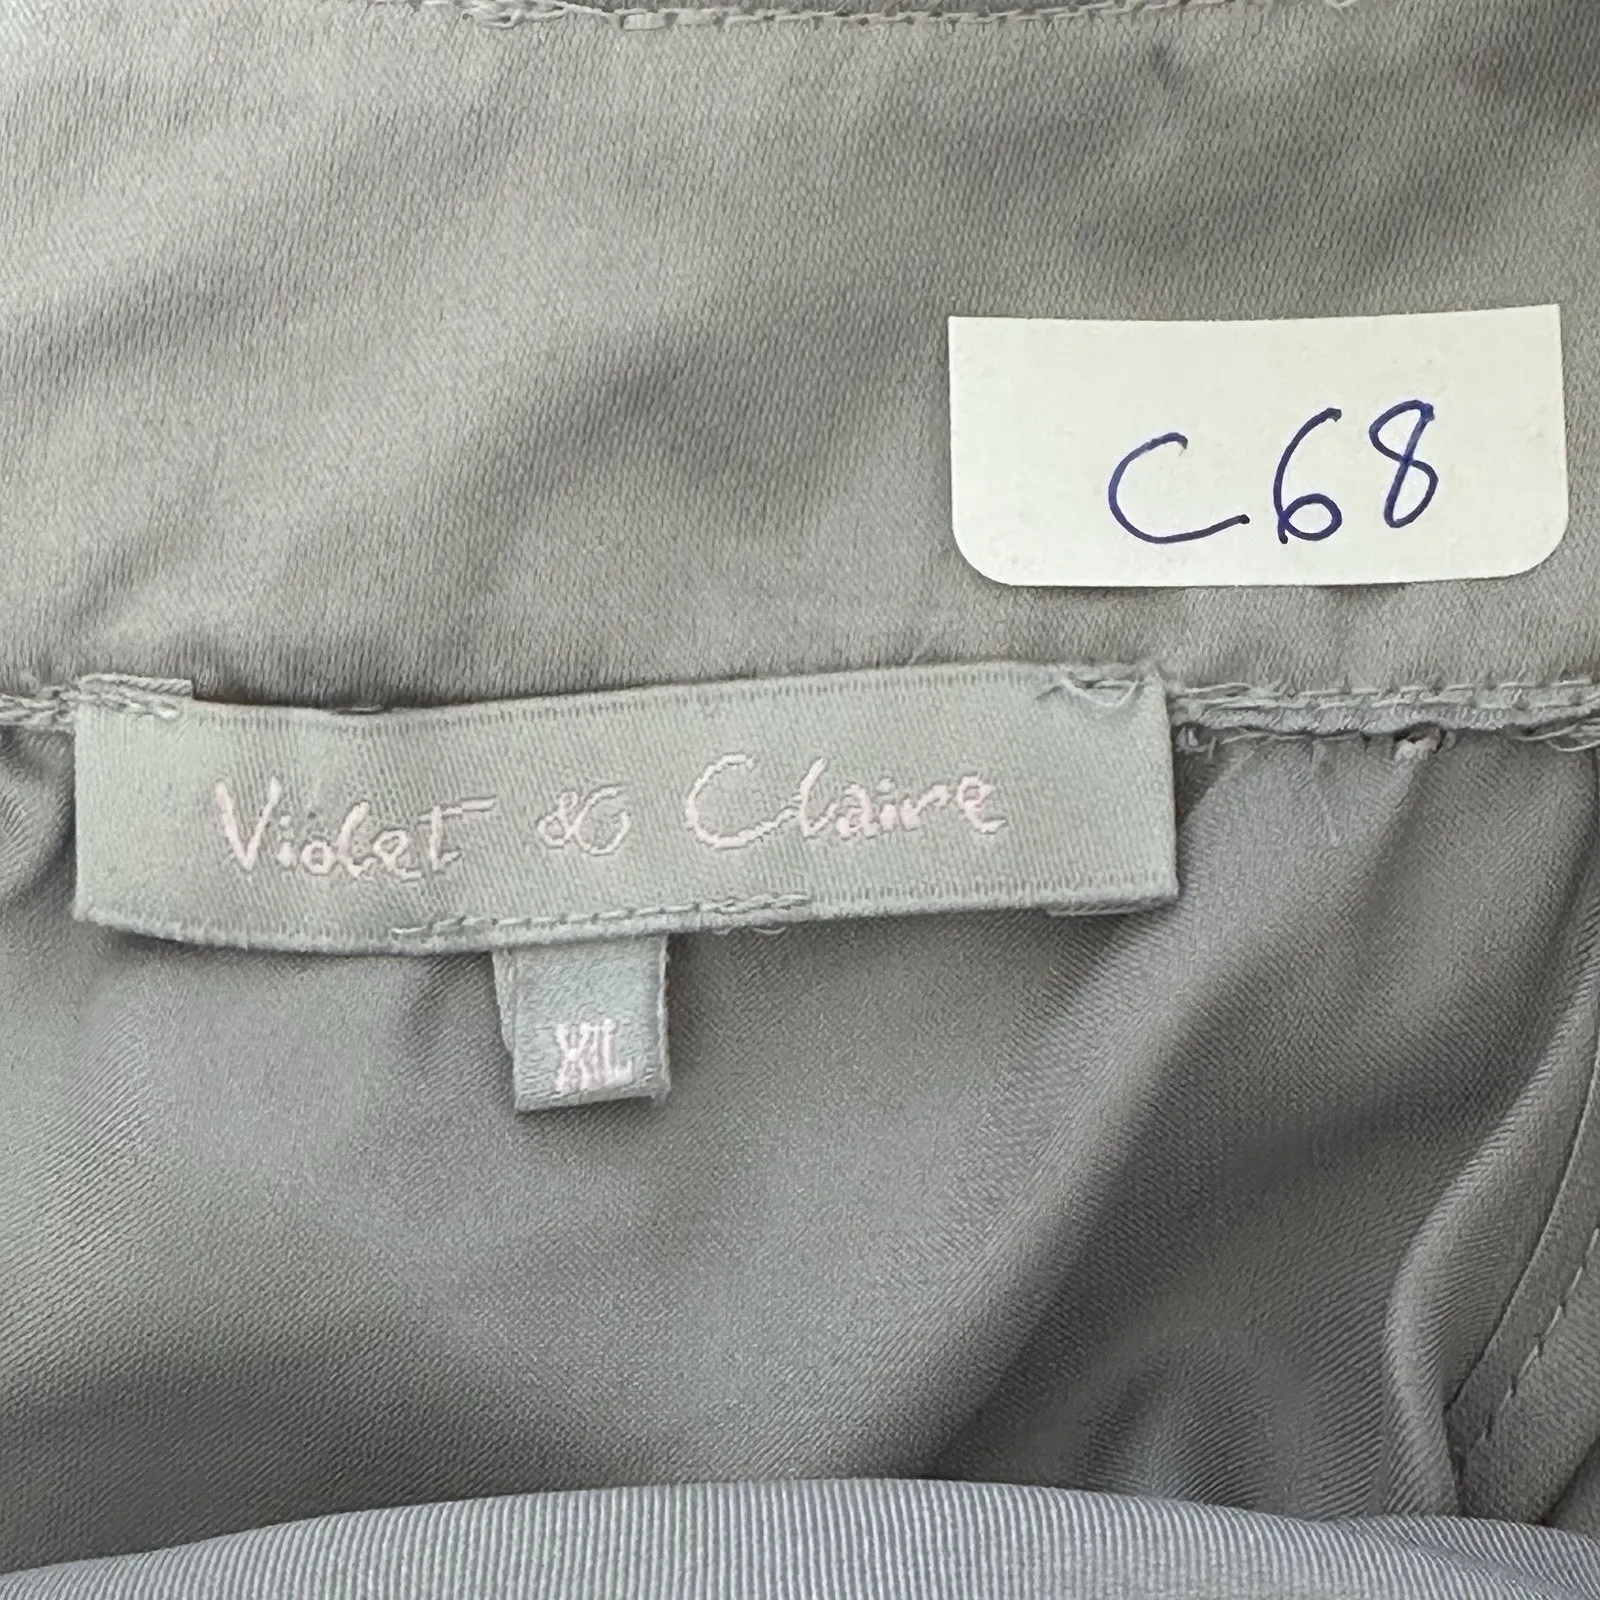 C68
Violet & Claire
XL